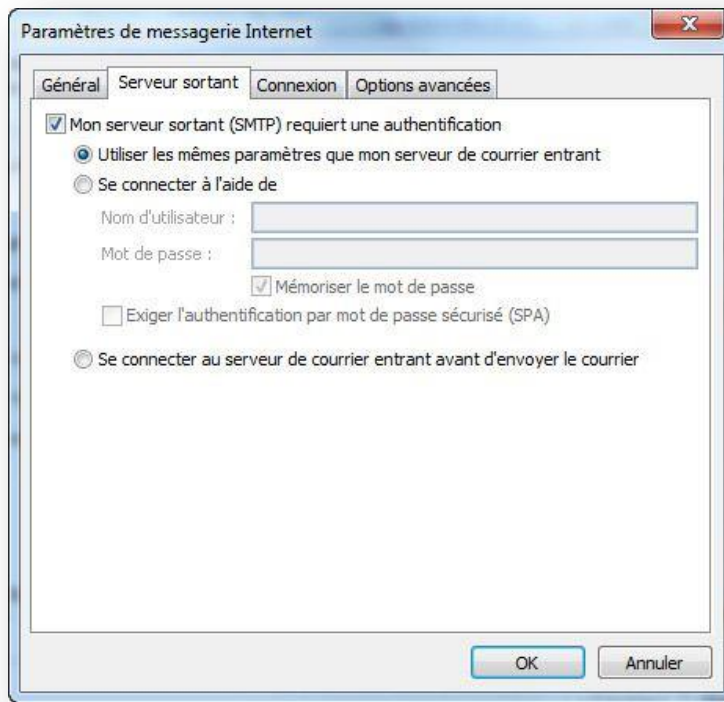 Paramètres de messagerie Internet
Général Serveur sortant Connexion Options avancées
Mon serveur sortant (SMTP) requiert une authentification
Utiliser les mêmes paramètres que mon serveur de courrier entrant
Se connecter à l'aide de
Nom d'utilisateur :
Mot de passe :
Mémoriser le mot de passe
Exiger l'authentification par mot de passe sécurisé (SPA)
Se connecter au serveur de courrier entrant avant d'envoyer le courrier
OK Annuler